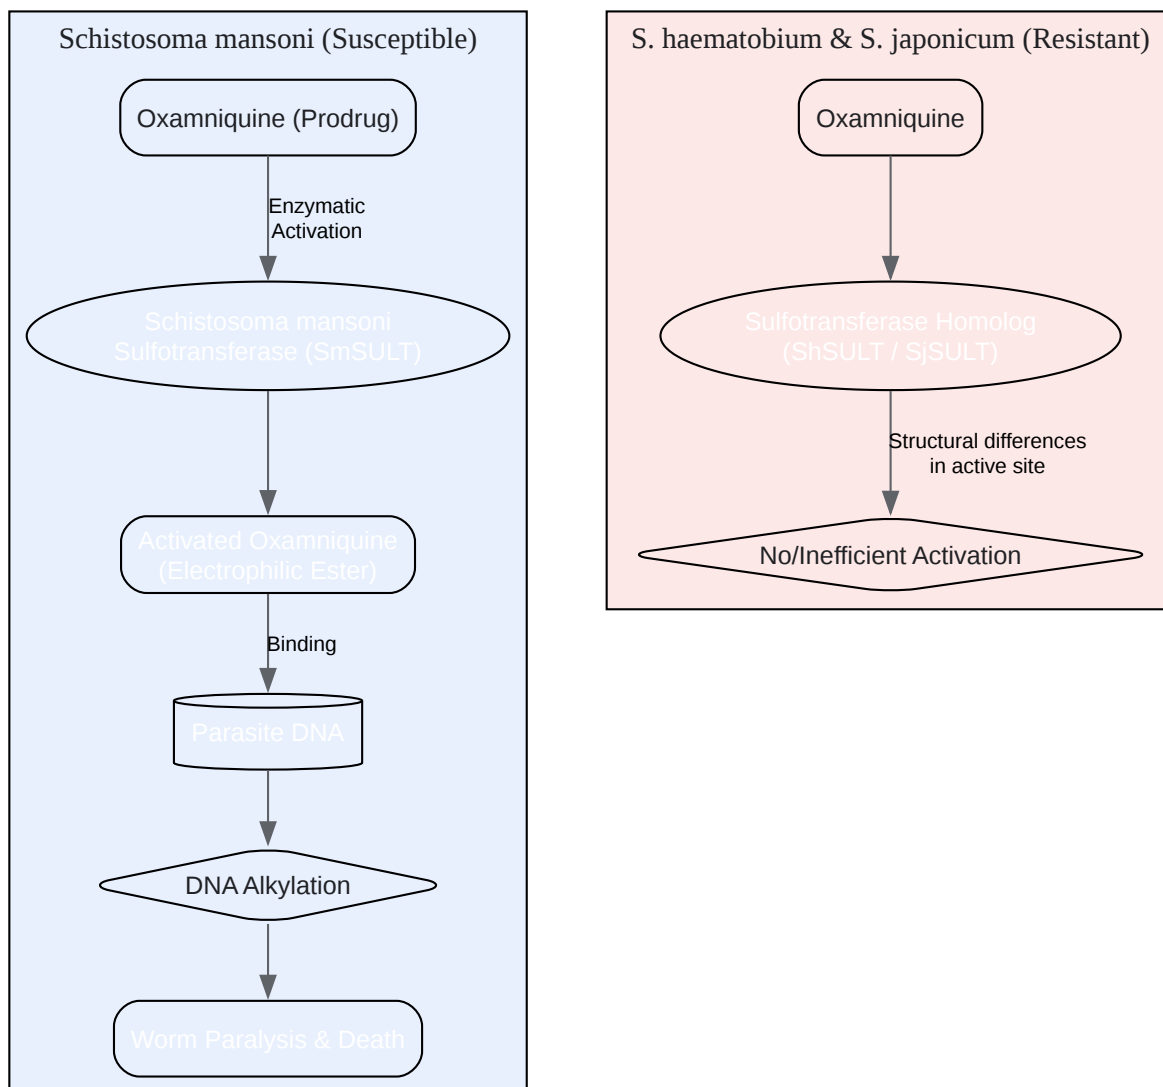 Schistosoma mansoni (Susceptible)
Oxamniquine (Prodrug)
Enzymatic
Activation
Schistosoma mansoni
Sulfotransferase (SmSULT)
Activated Oxamniquine
(Electrophilic Ester)
Binding
Parasite DNA
DNA Alkylation
Worm Paralysis & Death
S. haematobium & S. japonicum (Resistant)
Oxamniquine
Sulfotransferase Homolog
(ShSULT / SjSULT)
Structural differences
in active site
No/Inefficient Activation